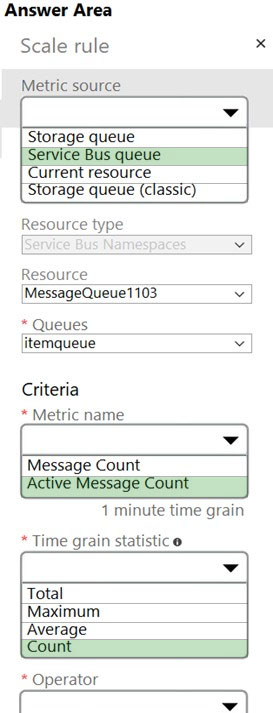 Answer Area
Scale rule
×
Metric source
Storage queue
Service Bus queue
Current resource
Storage queue (classic)
Resource type
Service Bus Namespaces
Resource
MessageQueue1103
* Queues
itemqueue
Criteria
* Metric name
Message Count
Active Message Count
1 minute time grain
* Time grain statistic
Total
Maximum
Average
Count
* Operator